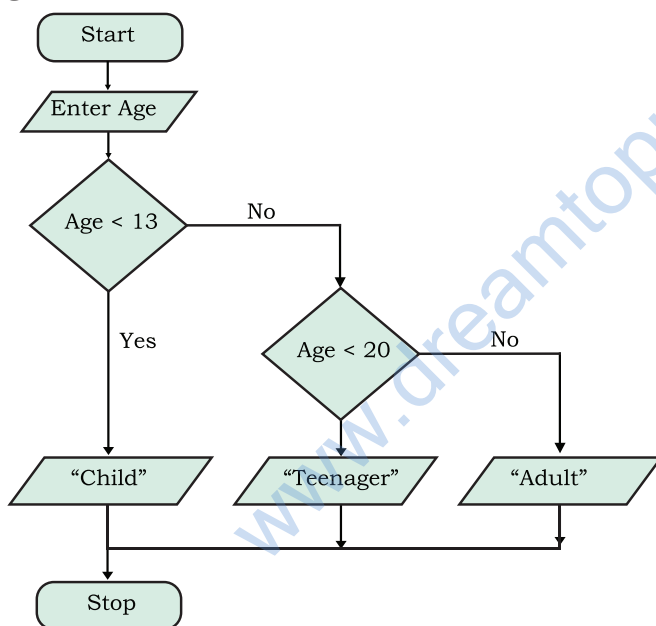 Start
Enter Age
Age < 13
No
Yes
Age < 20
No
“Child”
“Teenager”
“Adult”
Stop
www.dreamtop